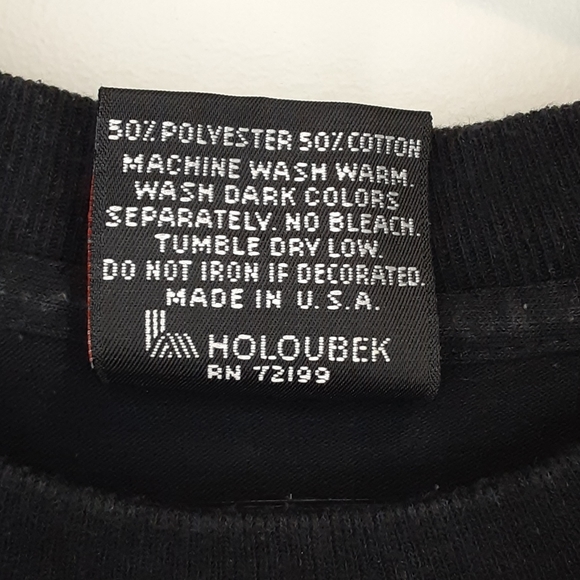 50% POLYESTER 50% COTTON
MACHINE WASH WARM.
WASH DARK COLORS
SEPARATELY. NO BLEACH.
TUMBLE DRY LOW.
DO NOT IRON IF DECORATED.
MADE IN U.S.A.
HOLOUBEK
RN 72199